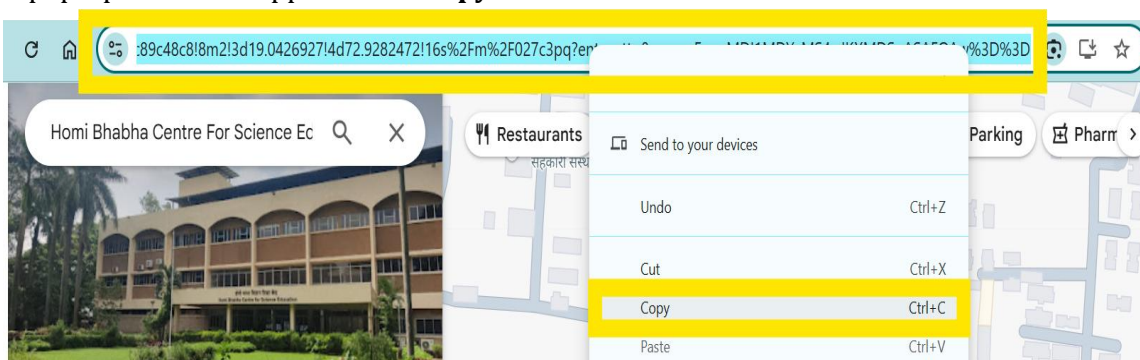 :89c48c8!8m2!3d19.0426927!4d72.9282472!16s%2Fm%2F027c3pq?en
Homi Bhabha Centre For Science Ec
Restaurants
Parking
Pharm
सहकारी संस्थ
Send to your devices
Undo Ctrl+Z
Cut Ctrl+X
Copy Ctrl+C
Paste Ctrl+V